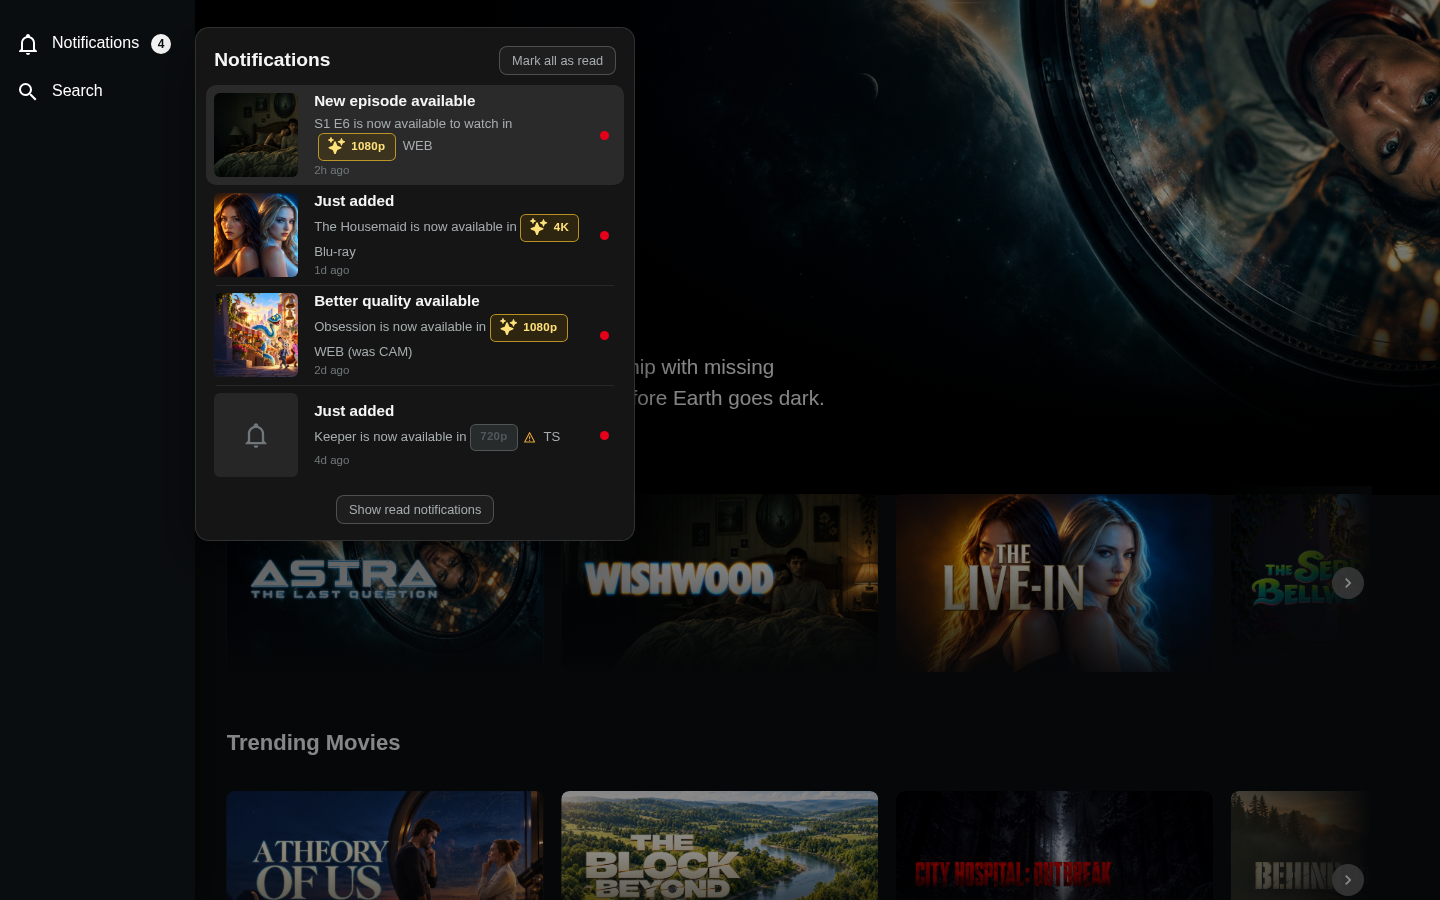 Notifications 4
Search
Notifications
Mark all as read
New episode available
S1 E6 is now available to watch in
1080p WEB
2h ago
Just added
The Housemaid is now available in 4K
Blu-ray
1d ago
Better quality available
Obsession is now available in 1080p
WEB (was CAM)
2d ago
Just added
Keeper is now available in 720p TS
4d ago
Show read notifications
with missing
Earth goes dark.
ASTRA
THE LAST QUESTION
WISHWOOD
THE
LIVE-IN
THE
Trending Movies
A THEORY
OF US
THE
BLOCK
BEYOND
CITY HOSPITAL: OUTBREAK